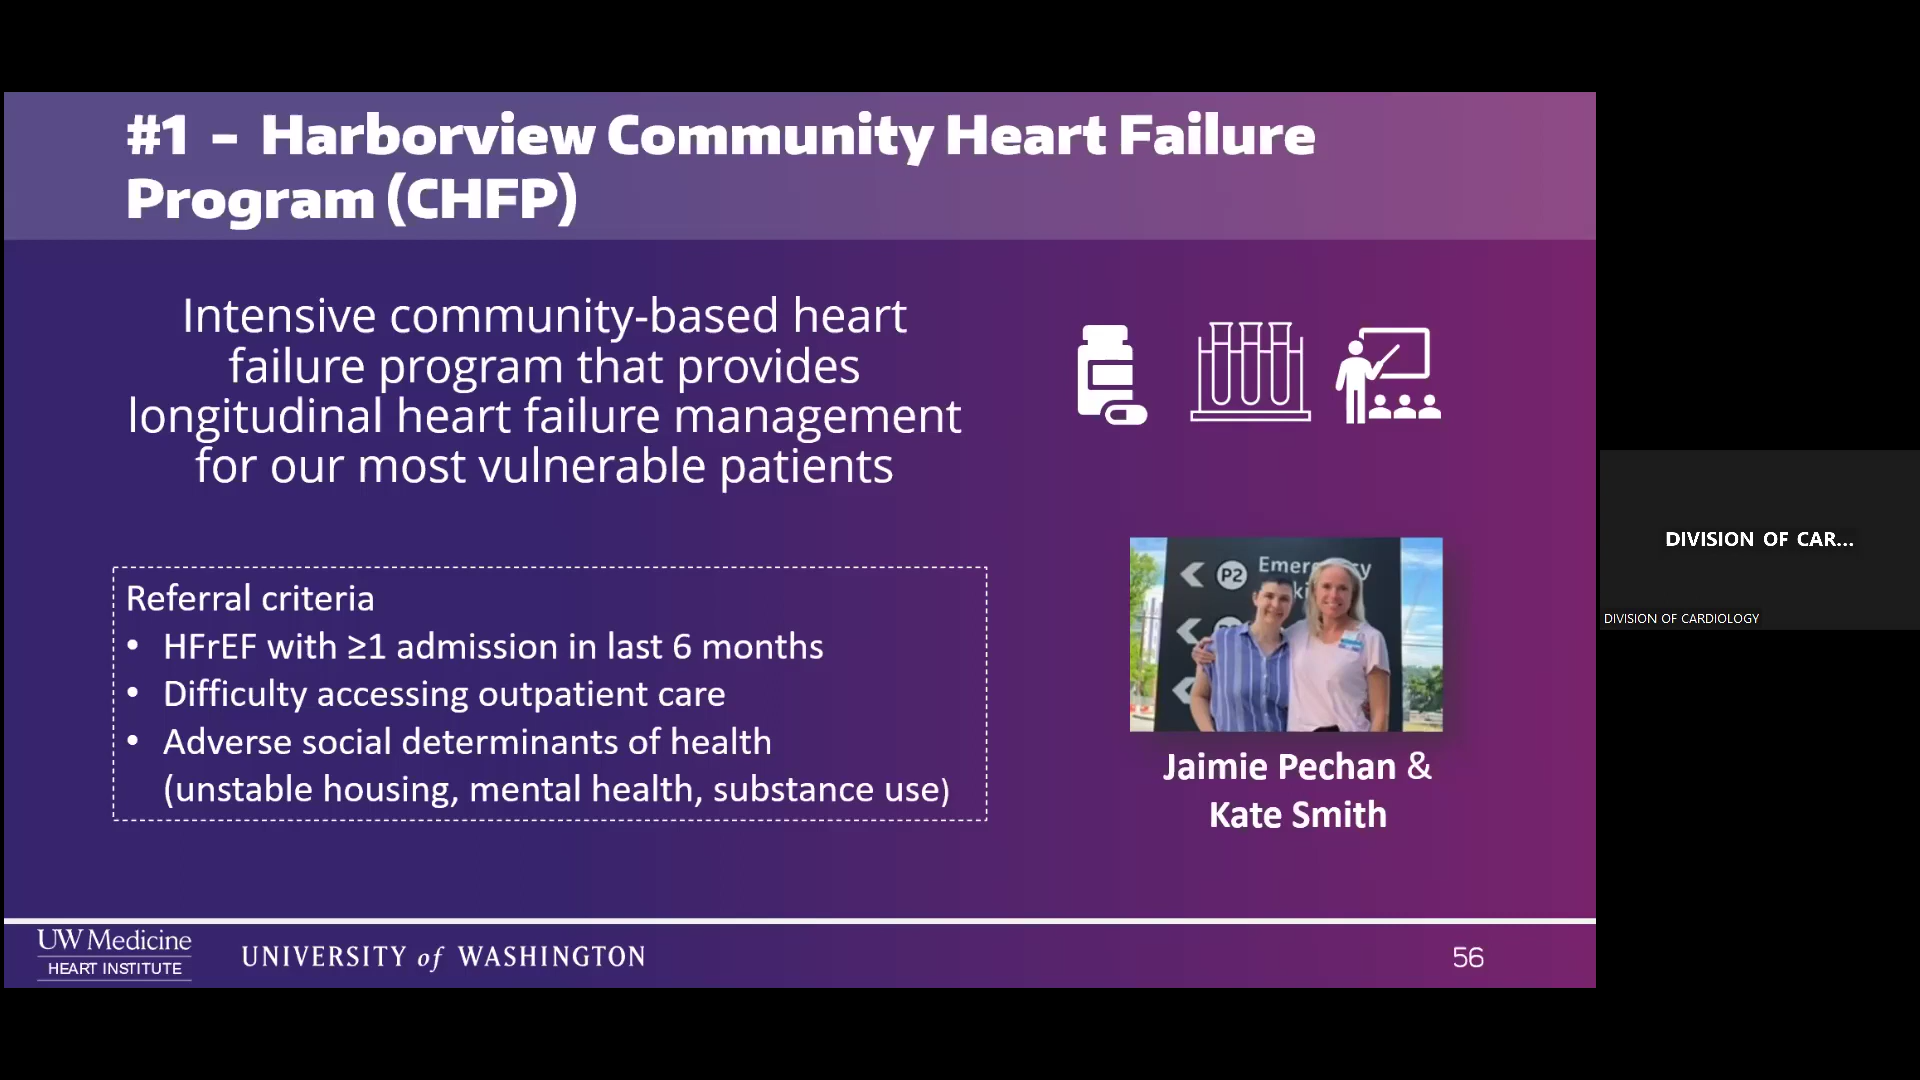 #1 – Harborview Community Heart Failure
Program (CHFP)
Intensive community-based heart
failure program that provides
longitudinal heart failure management
for our most vulnerable patients
Referral criteria
• HFrEF with ≥1 admission in last 6 months
• Difficulty accessing outpatient care
• Adverse social determinants of health
(unstable housing, mental health, substance use)
P2
Jaimie Pechan &
Kate Smith
UW Medicine
HEART INSTITUTE
UNIVERSITY of WASHINGTON
56
DIVISION OF CAR...
DIVISION OF CARDIOLOGY